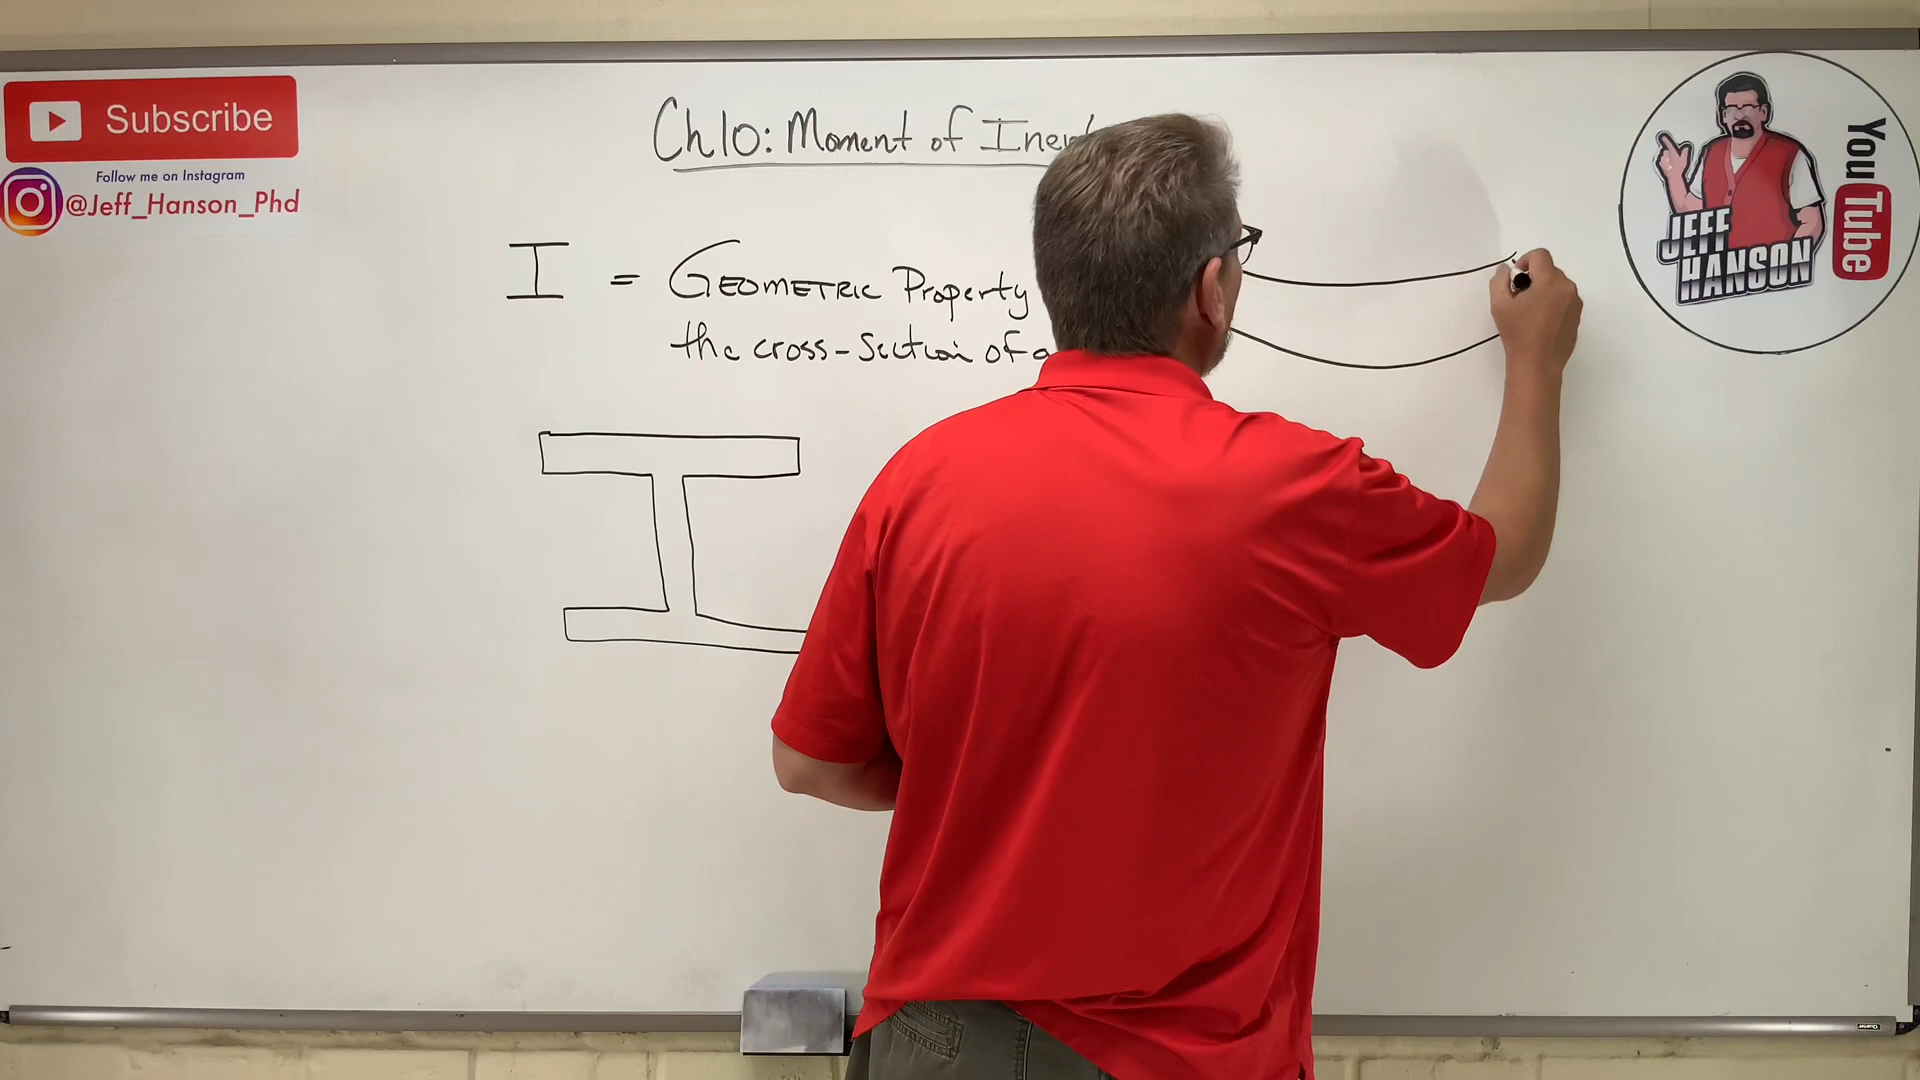 Subscribe
Follow me on Instagram
@Jeff_Hanson_Phd
Ch10: Moment of Iner
I = GEOMETRIC Property
the cross-section of a
JEFF
HANSON
YouTube